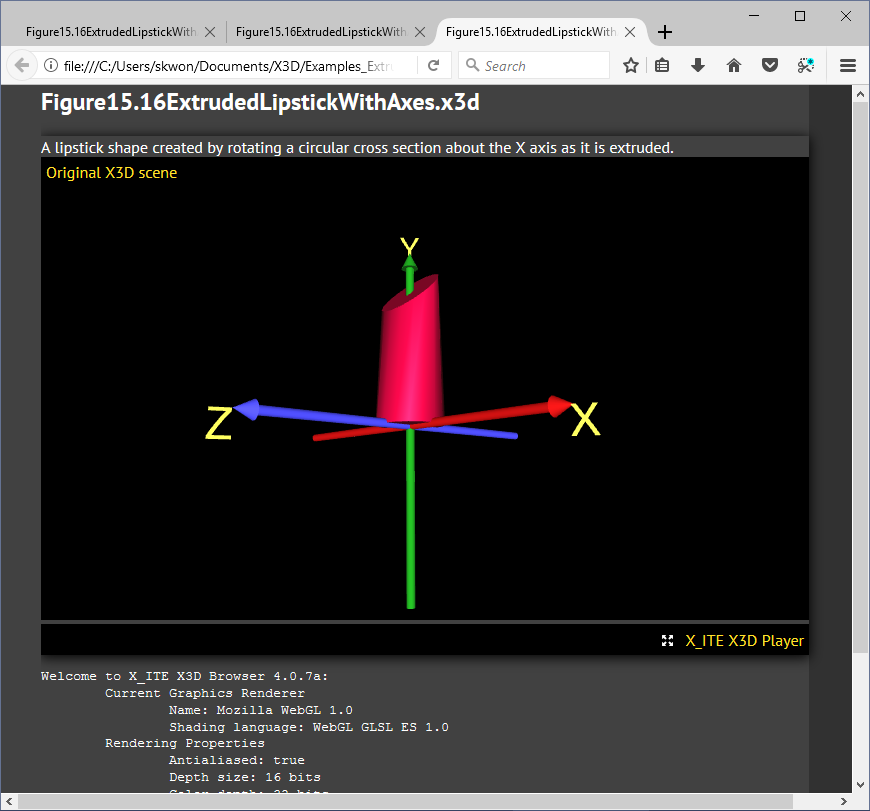 Figure15.16ExtrudedLipstickWith
Figure15.16ExtrudedLipstickWith
Figure15.16ExtrudedLipstickWith
file:///C:/Users/skwon/Documents/X3D/Examples_Extru
Search
Figure15.16ExtrudedLipstickWithAxes.x3d
A lipstick shape created by rotating a circular cross section about the X axis as it is extruded.
Original X3D scene
Y
Z
X
X_ITE X3D Player
Welcome to X_ITE X3D Browser 4.0.7a:
Current Graphics Renderer
Name: Mozilla WebGL 1.0
Shading language: WebGL GLSL ES 1.0
Rendering Properties
Antialiased: true
Depth size: 16 bits